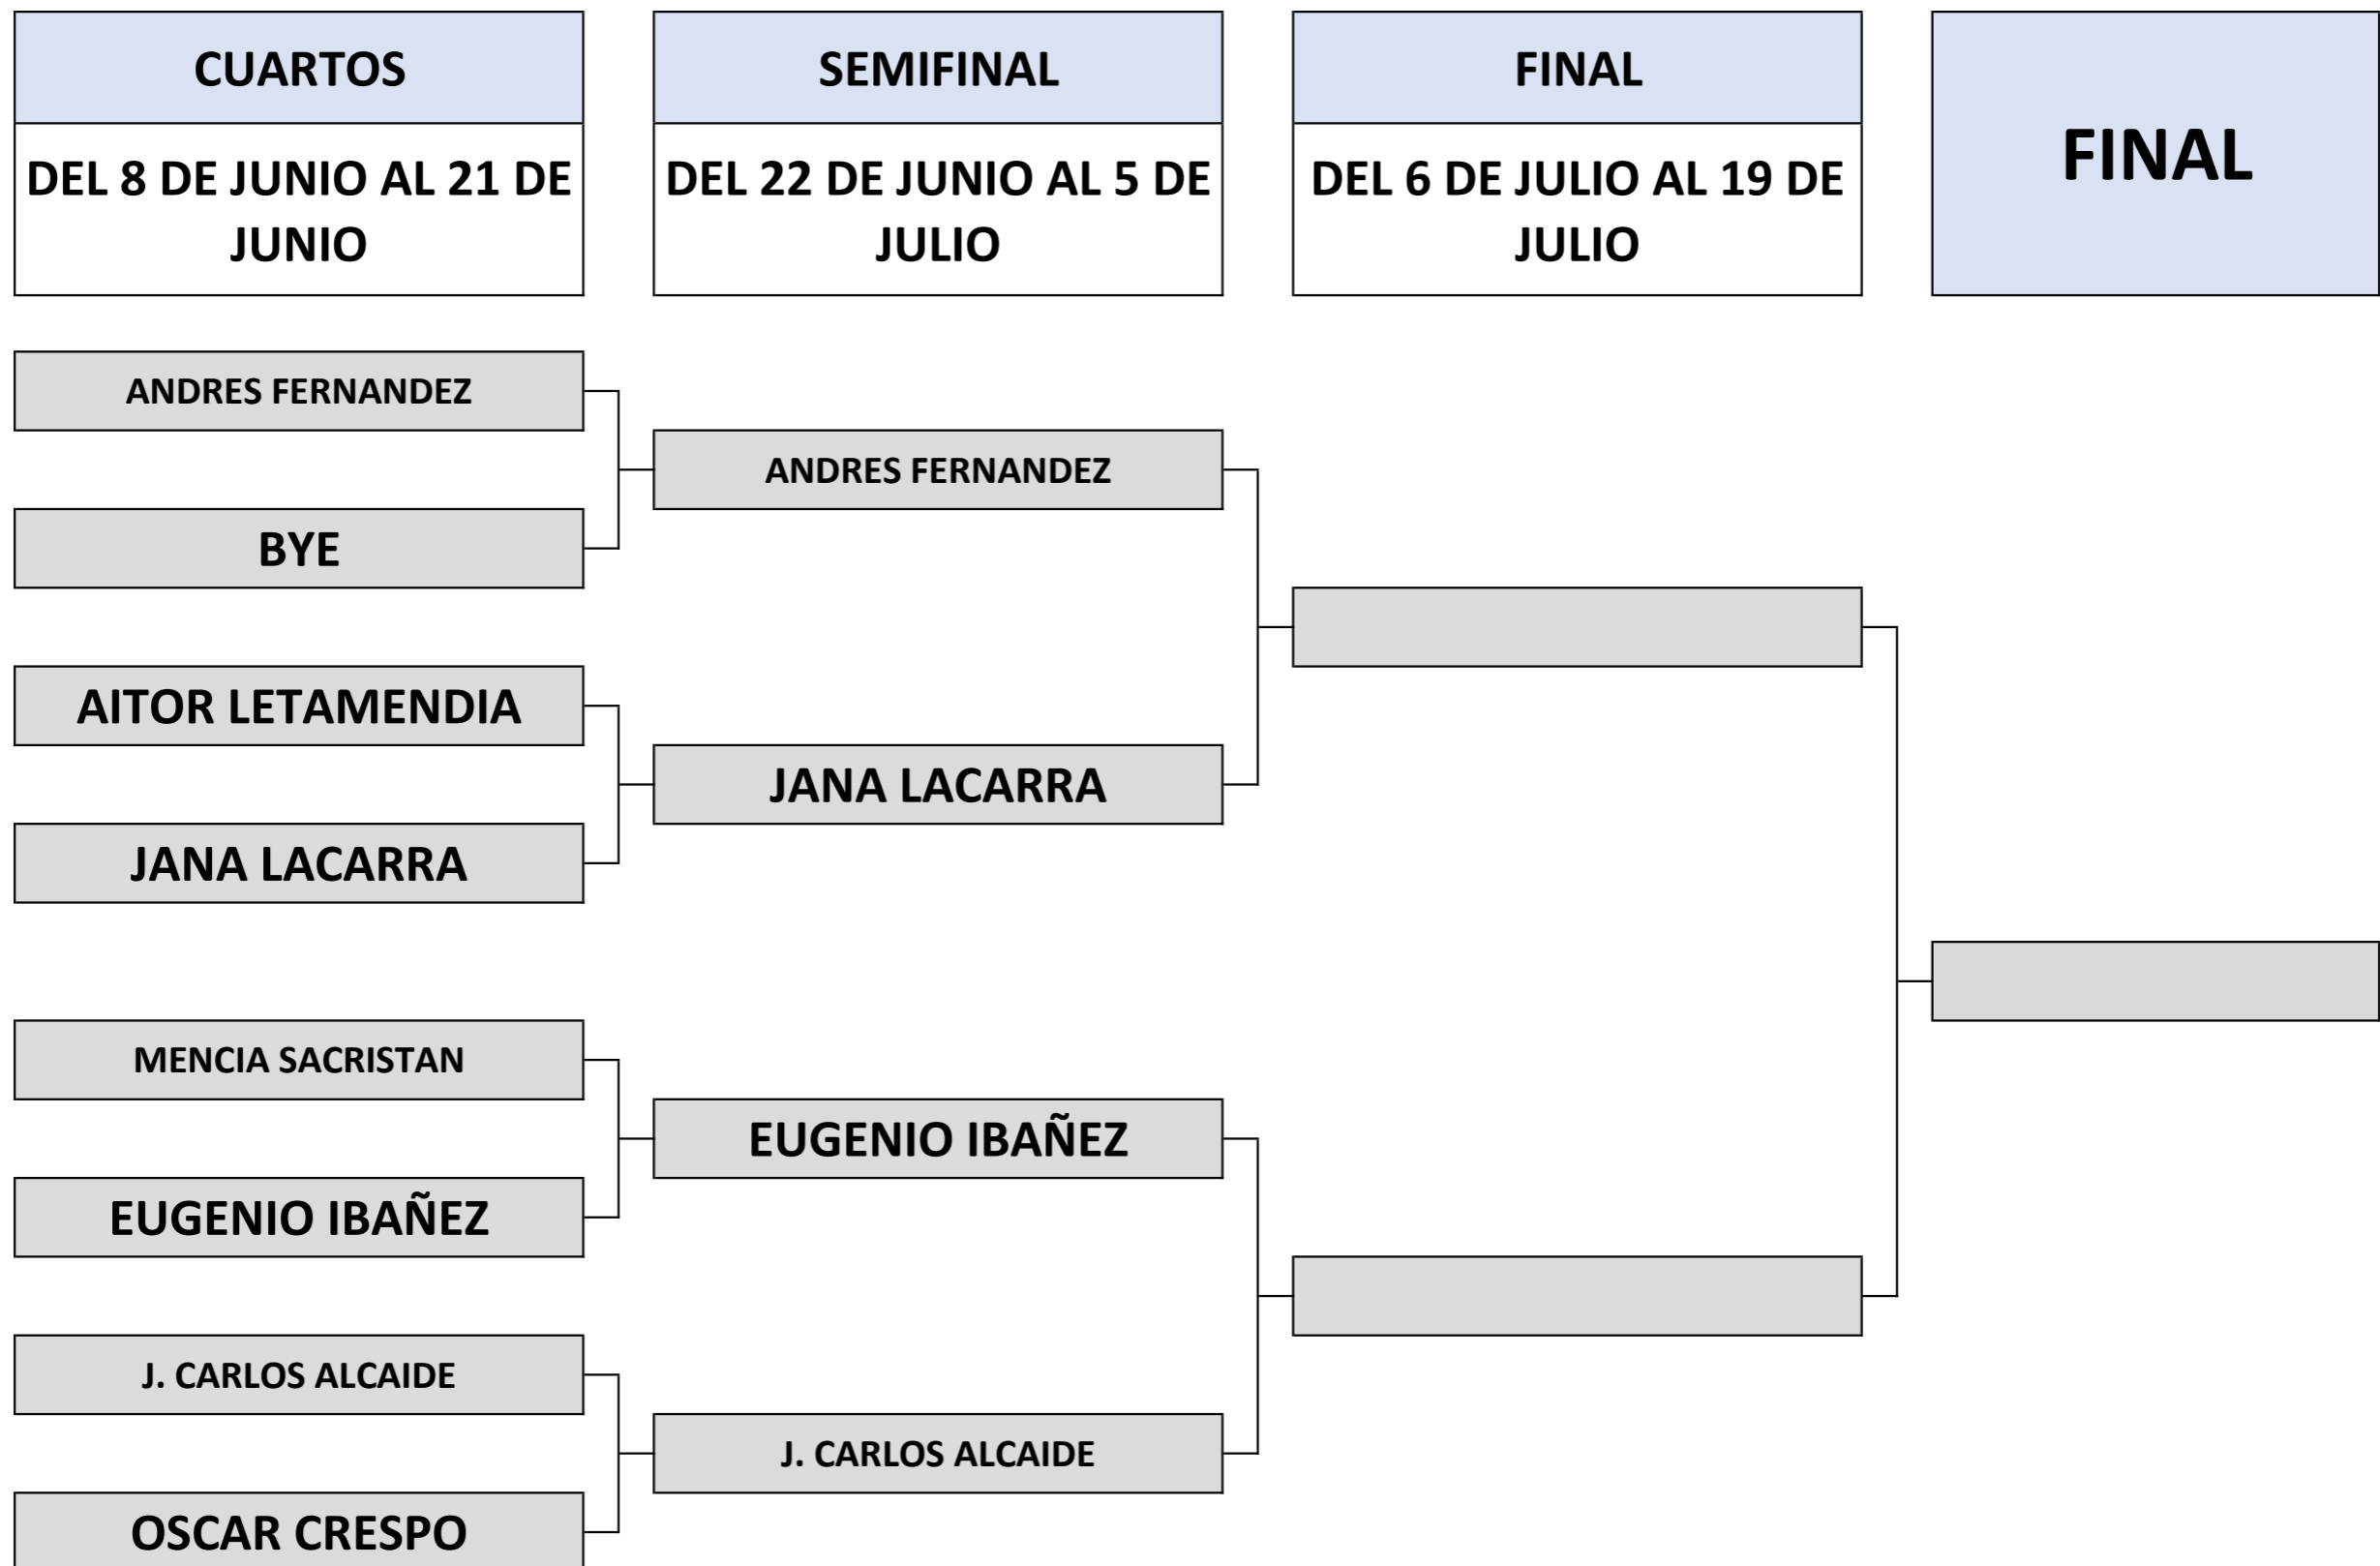 CUARTOS
DEL 8 DE JUNIO AL 21 DE
JUNIO
SEMIFINAL
DEL 22 DE JUNIO AL 5 DE
JULIO
FINAL
DEL 6 DE JULIO AL 19 DE
JULIO
FINAL
ANDRES FERNANDEZ
BYE
AITOR LETAMENDIA
JANA LACARRA
MENCIA SACRISTAN
EUGENIO IBAÑEZ
J. CARLOS ALCAIDE
OSCAR CRESPO
ANDRES FERNANDEZ
JANA LACARRA
EUGENIO IBAÑEZ
J. CARLOS ALCAIDE